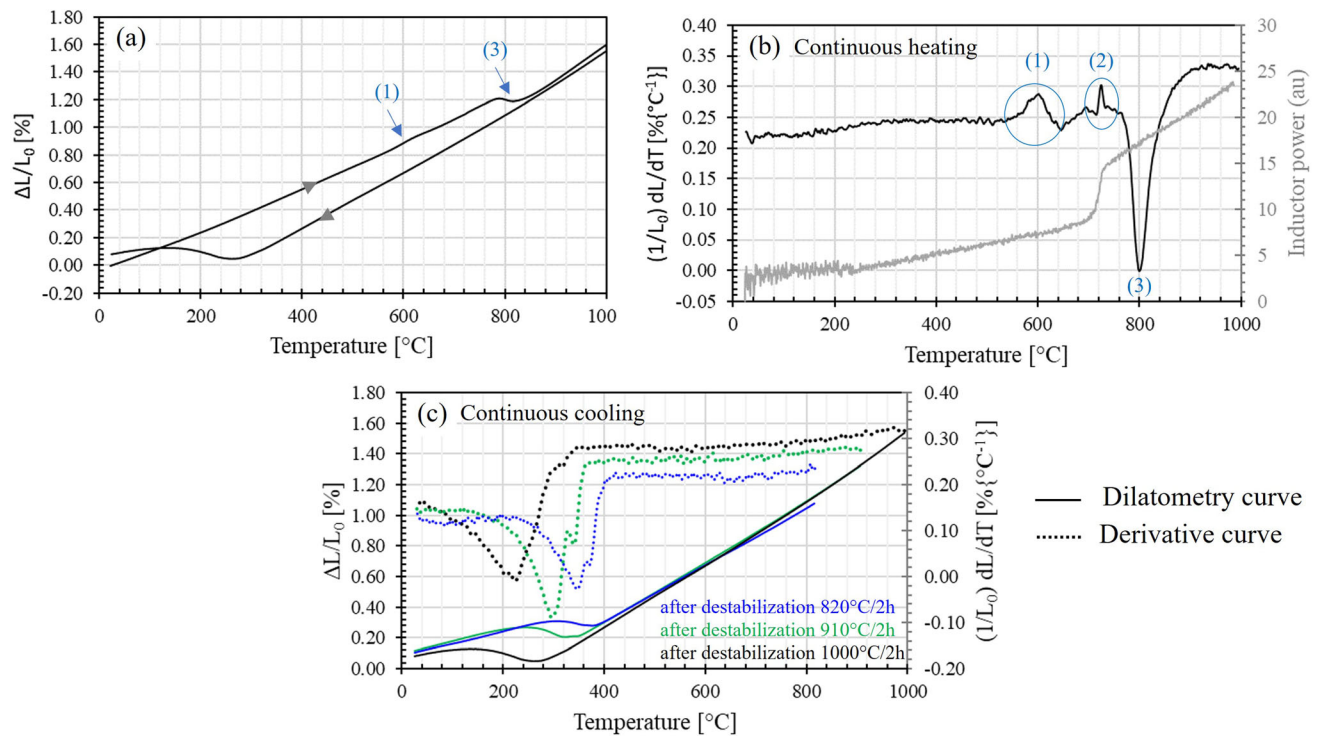 (a)
ΔL/L₀ [%]
1.80
1.60
1.40
1.20
1.00
0.80
0.60
0.40
0.20
0.00
-0.20
(1)
(3)
0 200 400 600 800 100
Temperature [°C]
(b) Continuous heating
(1/L₀) dL/dT [%{°C⁻¹}]
0.40
0.35
0.30
0.25
0.20
0.15
0.10
0.05
0.00
-0.05
(1)
(2)
(3)
30
25
20
15
10
5
0
Inductor power (au)
0 200 400 600 800 1000
Temperature [°C]
(c) Continuous cooling
ΔL/L₀ [%]
1.80
1.60
1.40
1.20
1.00
0.80
0.60
0.40
0.20
0.00
after destabilization 820°C/2h
after destabilization 910°C/2h
after destabilization 1000°C/2h
0.40
0.30
0.20
0.10
0.00
-0.10
-0.20
(1/L₀) dL/dT [%{°C⁻¹}]
0 200 400 600 800 1000
Temperature [°C]
Dilatometry curve
Derivative curve